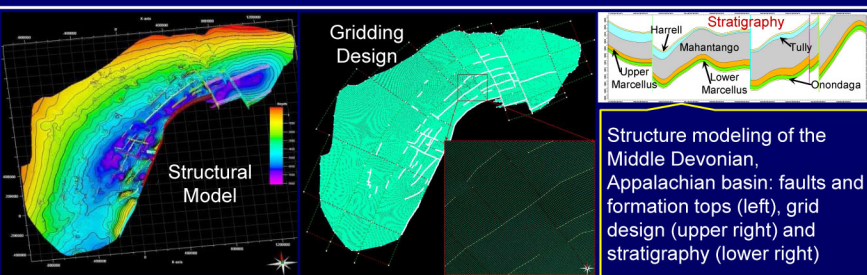 Structural
Model
Gridding
Design
Stratigraphy
Harrell
Mahantango
Tully
Upper
Marcellus
Lower
Marcellus
Onondaga
Structure modeling of the
Middle Devonian,
Appalachian basin: faults and
formation tops (left), grid
design (upper right) and
stratigraphy (lower right)